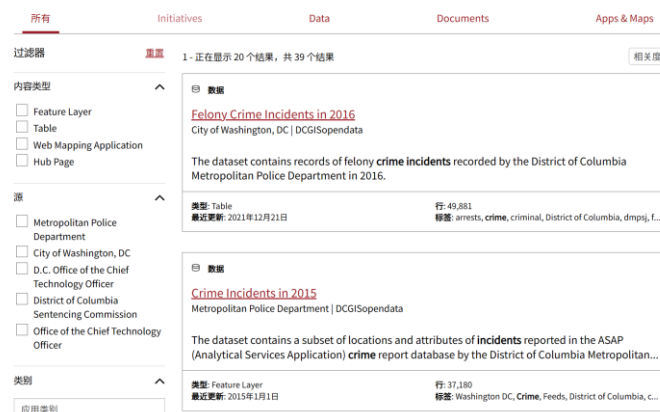 所有 Initiatives Data Documents Apps & Maps
过滤器 重置
1 - 正在显示 20 个结果，共 39 个结果
相关度
内容类型
Feature Layer
Table
Web Mapping Application
Hub Page
源
Metropolitan Police
Department
City of Washington, DC
D.C. Office of the Chief
Technology Officer
District of Columbia
Sentencing Commission
Office of the Chief Technology
Officer
类别
应用类别
数据
Felony Crime Incidents in 2016
City of Washington, DC | DCGISopendata
The dataset contains records of felony crime incidents recorded by the District of Columbia
Metropolitan Police Department in 2016.
类型: Table
最近更新: 2021年12月21日
行: 49,881
标签: arrests, crime, criminal, District of Columbia, dmpsj, f...
数据
Crime Incidents in 2015
Metropolitan Police Department | DCGISopendata
The dataset contains a subset of locations and attributes of incidents reported in the ASAP
(Analytical Services Application) crime report database by the District of Columbia Metropolitan...
类型: Feature Layer
最近更新: 2015年1月1日
行: 37,180
标签: Washington DC, Crime, Feeds, District of Columbia, c...